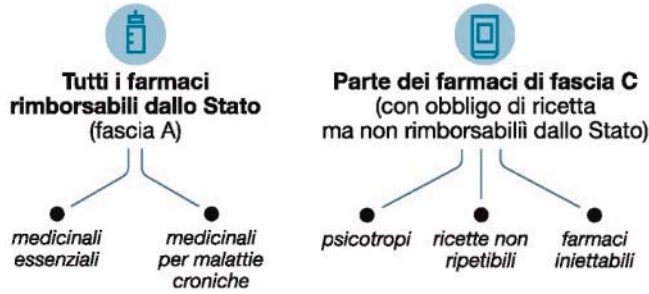 Tutti i farmaci
rimborsabili dallo Stato
(fascia A)
medicinali
essenziali
medicinali
per malattie
croniche
Parte dei farmaci di fascia C
(con obbligo di ricetta
ma non rimborsabilì dallo Stato)
psicotropi
ricette non
ripetibili
farmaci
iniettabili